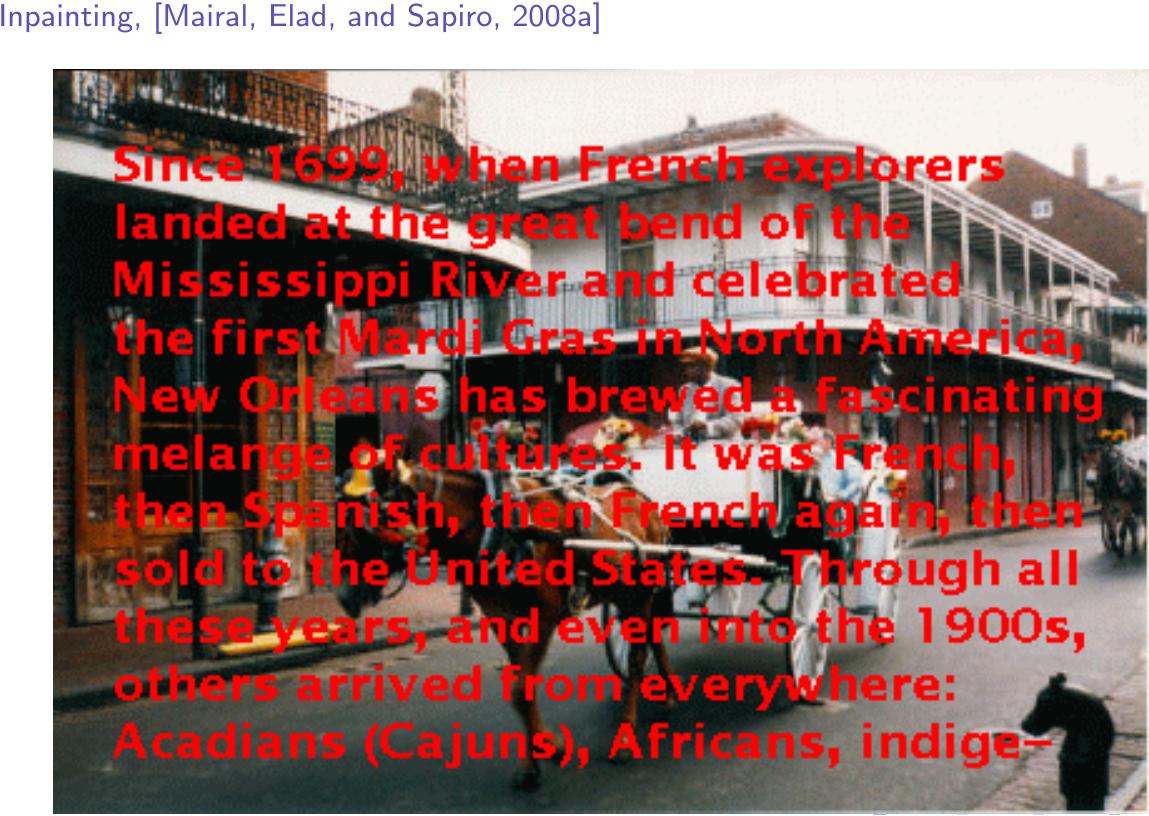 Inpainting, [Mairal, Elad, and Sapiro, 2008a]
Since 1699, when French explorers
landed at the great bend of the
Mississippi River and celebrated
the first Mardi Gras in North America,
New Orleans has brewed a fascinating
melange of cultures. It was French,
then Spanish, then French again, then
sold to the United States. Through all
these years, and even into the 1900s,
others arrived from everywhere:
Acadians (Cajuns), Africans, indige–